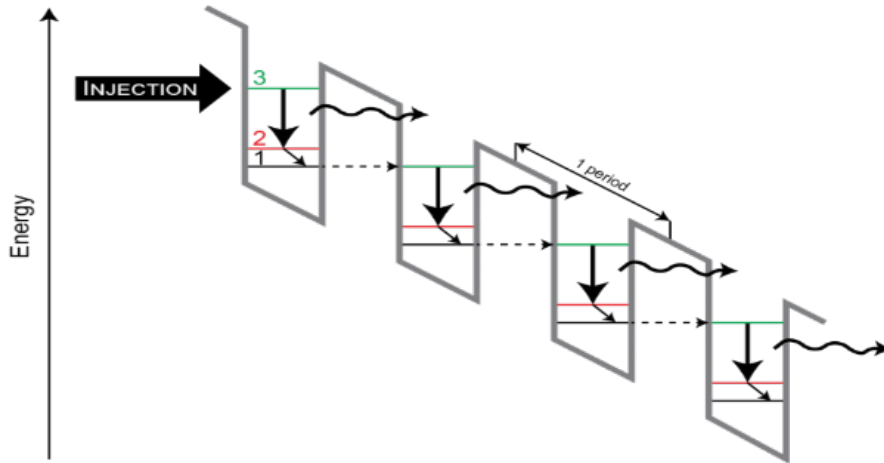 INJECTION
3
2
1
1 period
Energy